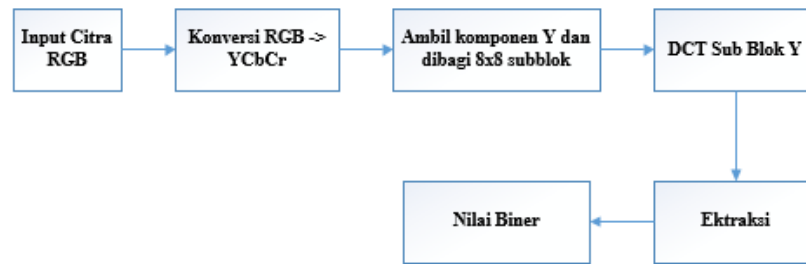 Input Citra
RGB
Konversi RGB ->
YCbCr
Ambil komponen Y dan
dibagi 8x8 subblok
DCT Sub Blok Y
Nilai Biner
Ektraksi